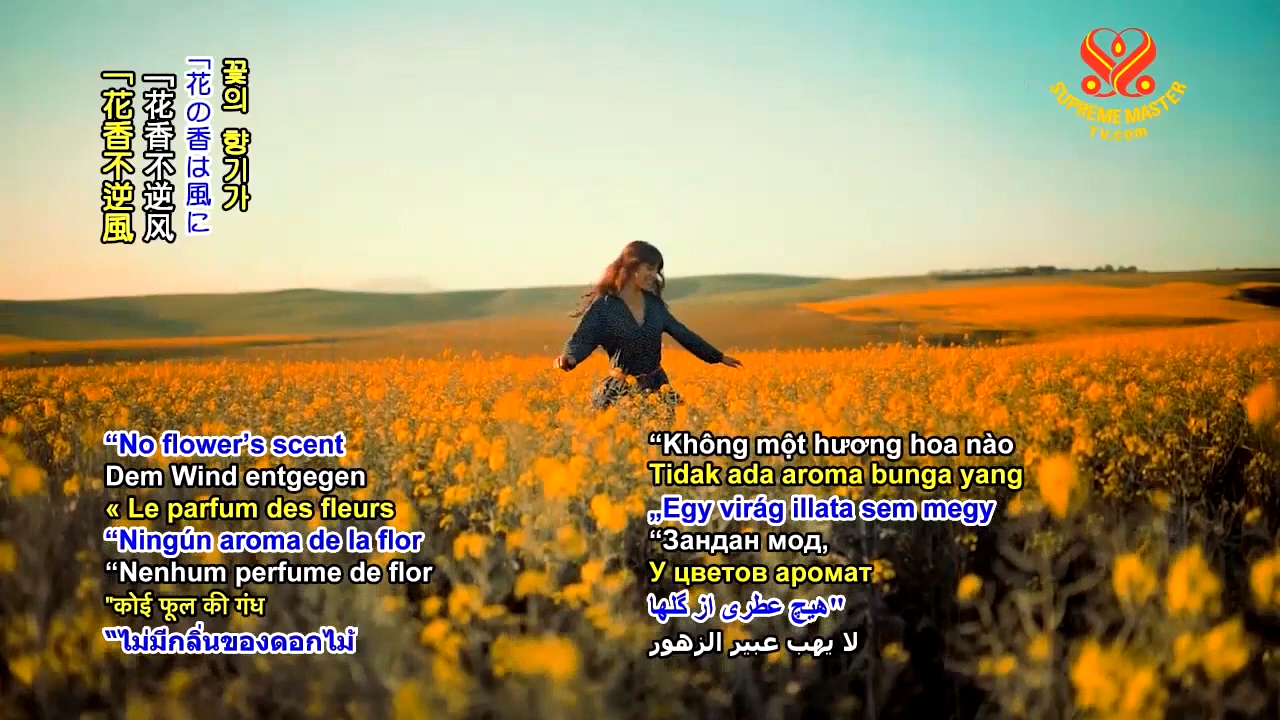 꽃의 향기가
「花の香は風に
「花香不逆风
「花香不逆風
SUPREME MASTER
TV.com
“No flower’s scent
Dem Wind entgegen
« Le parfum des fleurs
“Ningún aroma de la flor
“Nenhum perfume de flor
"कोई फूल की गंध
“ไม่มีกลิ่นของดอกไม้
“Không một hương hoa nào
Tidak ada aroma bunga yang
„Egy virág illata sem megy
“Зандан мод,
У цветов аромат
"هیچ عطری از گلها
لا يهب عبير الزهور